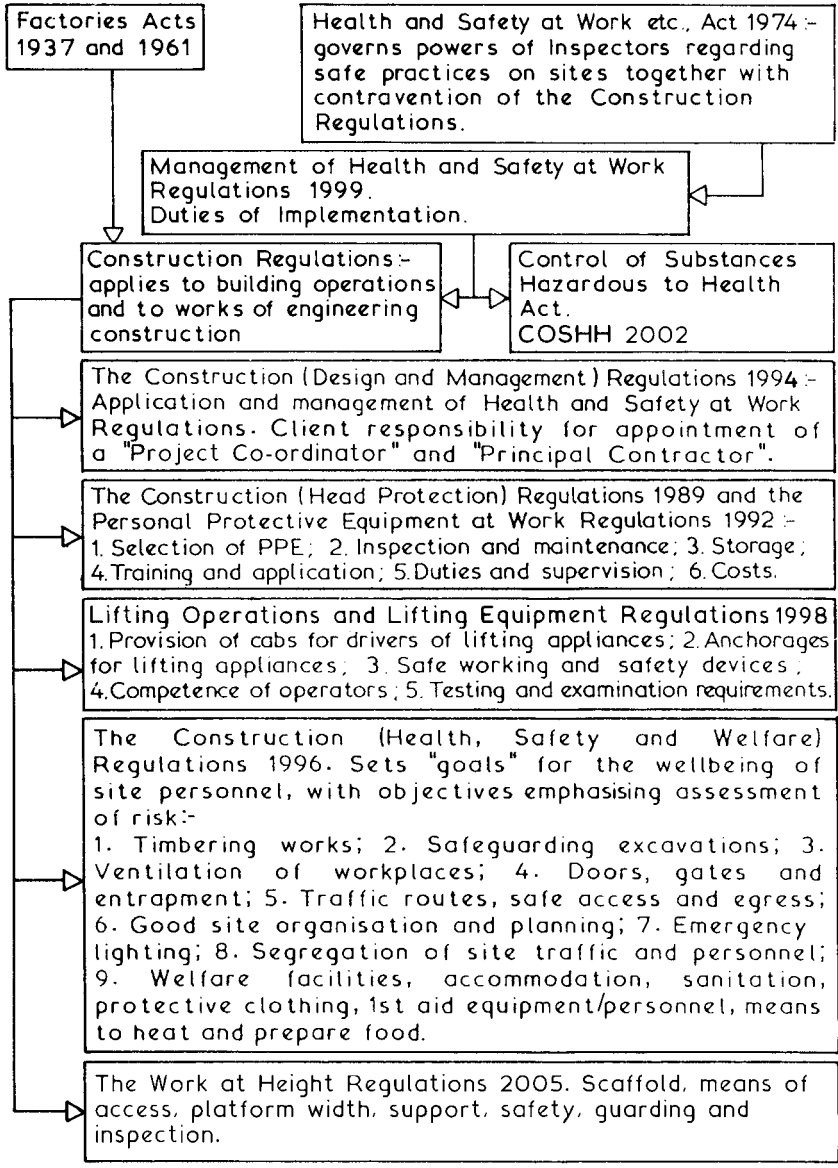 Factories Acts
1937 and 1961
Health and Safety at Work etc., Act 1974:-
governs powers of Inspectors regarding
safe practices on sites together with
contravention of the Construction
Regulations.
Management of Health and Safety at Work
Regulations 1999.
Duties of Implementation.
Construction Regulations:-
applies to building operations
and to works of engineering
construction
Control of Substances
Hazardous to Health
Act.
COSHH 2002
The Construction (Design and Management) Regulations 1994:-
Application and management of Health and Safety at Work
Regulations. Client responsibility for appointment of
a "Project Co-ordinator" and "Principal Contractor".
The Construction (Head Protection) Regulations 1989 and the
Personal Protective Equipment at Work Regulations 1992:-
1. Selection of PPE; 2. Inspection and maintenance; 3. Storage;
4. Training and application; 5. Duties and supervision; 6. Costs.
Lifting Operations and Lifting Equipment Regulations 1998
1. Provision of cabs for drivers of lifting appliances; 2. Anchorages
for lifting appliances; 3. Safe working and safety devices;
4. Competence of operators; 5. Testing and examination requirements.
The Construction (Health, Safety and Welfare)
Regulations 1996. Sets "goals" for the wellbeing of
site personnel, with objectives emphasising assessment
of risk:-
1. Timbering works; 2. Safeguarding excavations; 3.
Ventilation of workplaces; 4. Doors, gates and
entrapment; 5. Traffic routes, safe access and egress;
6. Good site organisation and planning; 7. Emergency
lighting; 8. Segregation of site traffic and personnel;
9. Welfare facilities, accommodation, sanitation,
protective clothing, 1st aid equipment/personnel, means
to heat and prepare food.
The Work at Height Regulations 2005. Scaffold, means of
access, platform width, support, safety, guarding and
inspection.